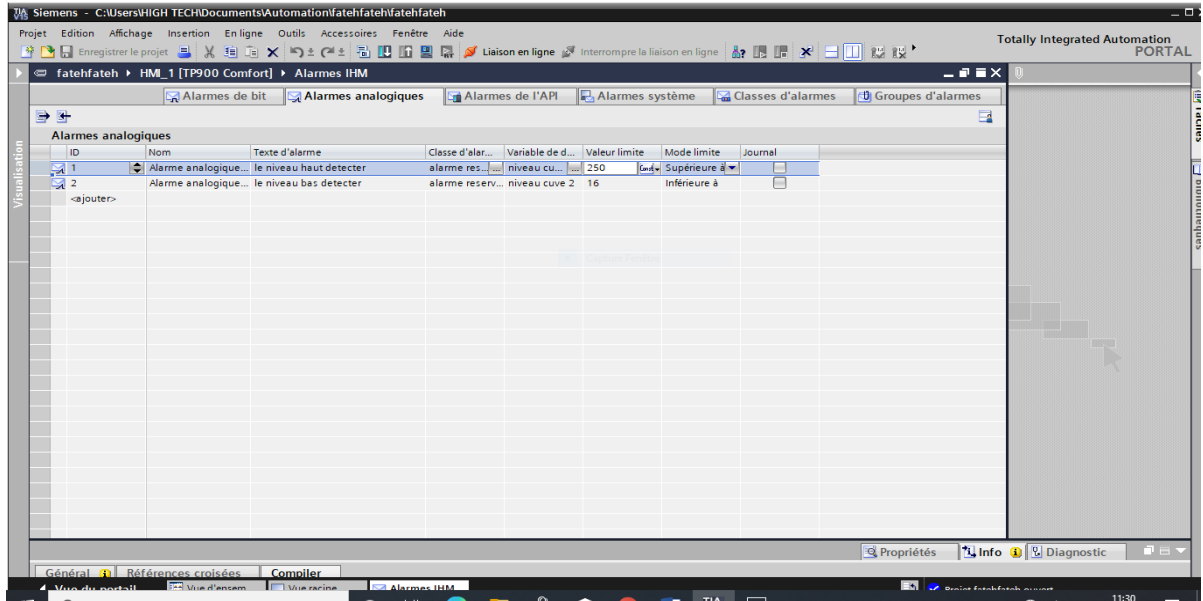 Siemens - C:\Users\HIGH TECH\Documents\Automation\fatehfateh\fatehfateh
Projet Edition Affichage Insertion En ligne Outils Accessoires Fenêtre Aide
Totally Integrated Automation
PORTAL
Enregistrer le projet Liaison en ligne Interrompre la liaison en ligne
fatehfateh HMI_1 [TP900 Comfort] Alarmes IHM
Alarmes de bit Alarmes analogiques Alarmes de l'API Alarmes système Classes d'alarmes Groupes d'alarmes
Alarmes analogiques
ID Nom Texte d'alarme Classe d'alar... Variable de d... Valeur limite Mode limite Journal
1 Alarme analogique... le niveau haut detecter alarme res... niveau cu... 250 Supérieure à
2 Alarme analogique... le niveau bas detecter alarme reserv... niveau cuve 2 16 Inférieure à
<ajouter>
Visualisation
Tâches
Bibliothèques
Propriétés Info Diagnostic
Général Références croisées Compiler
Vue du portail Vue d'ensem... Vue racine Alarmes IHM Projet fatehfateh ouvert
TIA 11:30